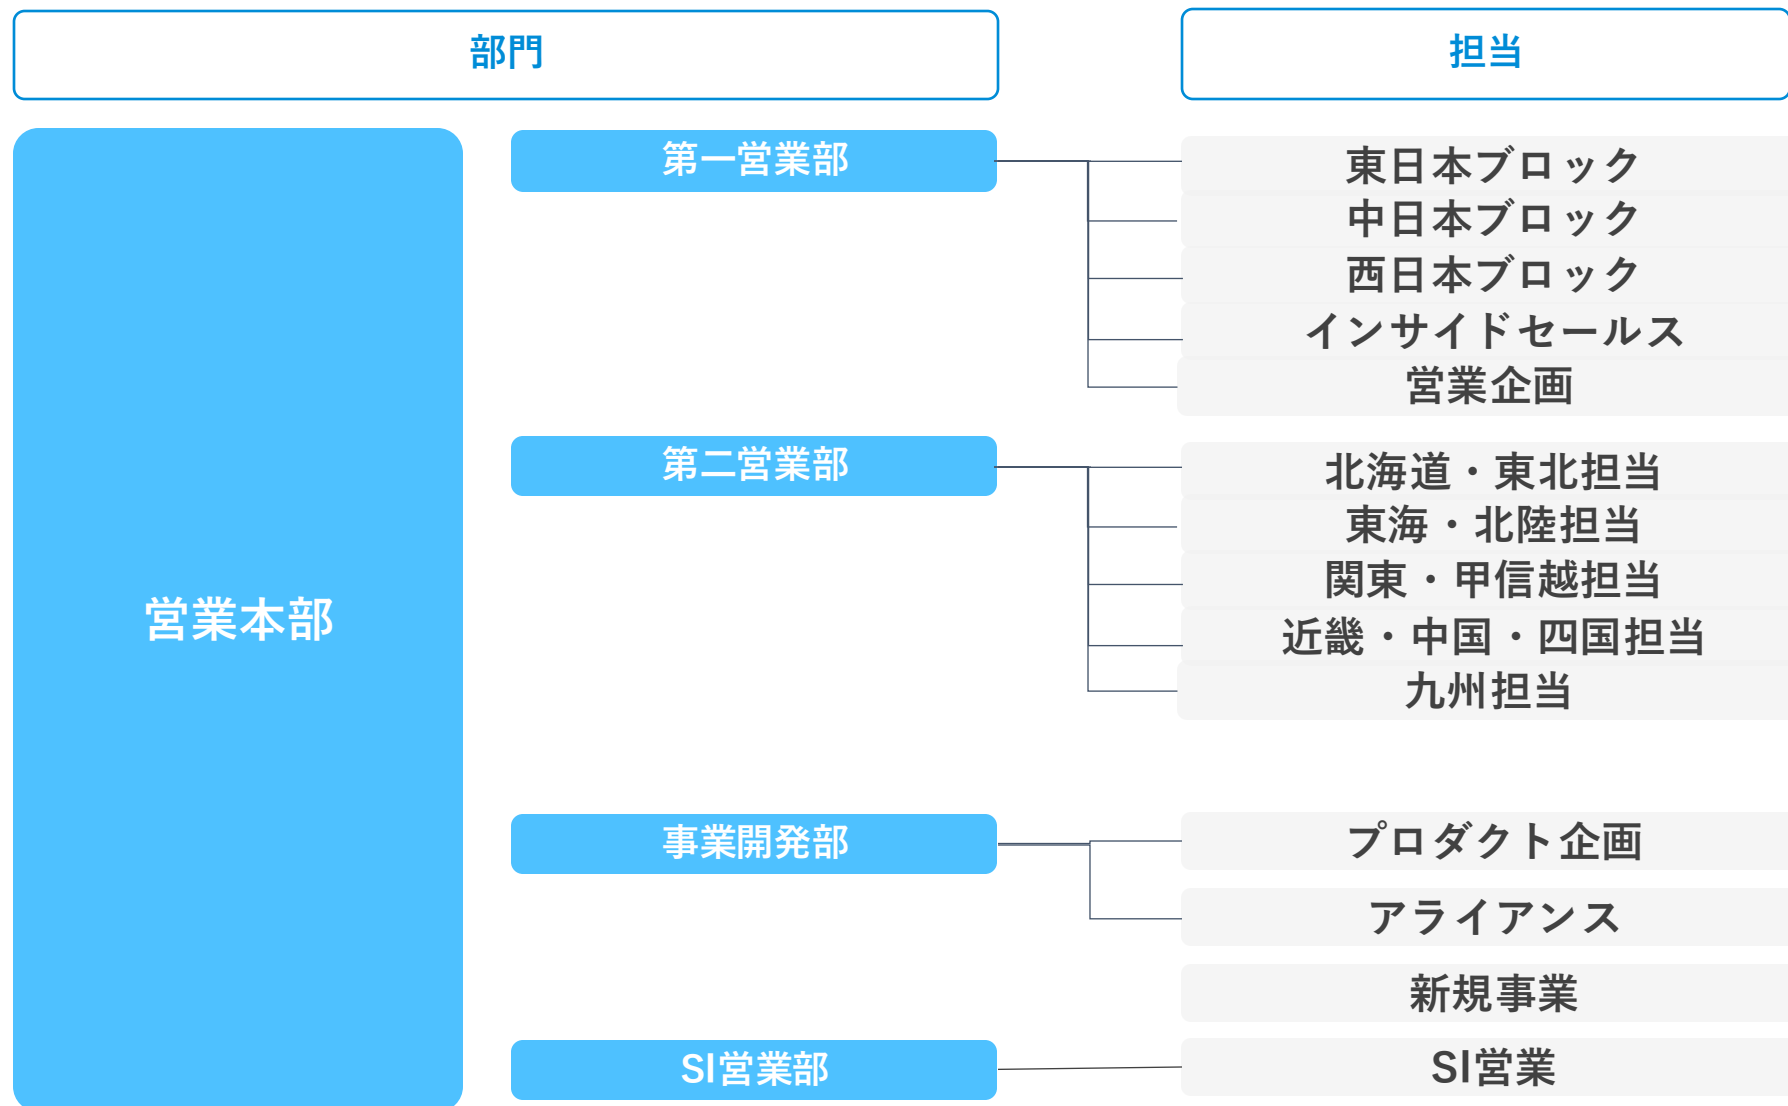 部門
担当
営業本部
第一営業部
東日本ブロック
中日本ブロック
西日本ブロック
インサイドセールス
営業企画
第二営業部
北海道・東北担当
東海・北陸担当
関東・甲信越担当
近畿・中国・四国担当
九州担当
事業開発部
プロダクト企画
アライアンス
新規事業
SI営業部
SI営業